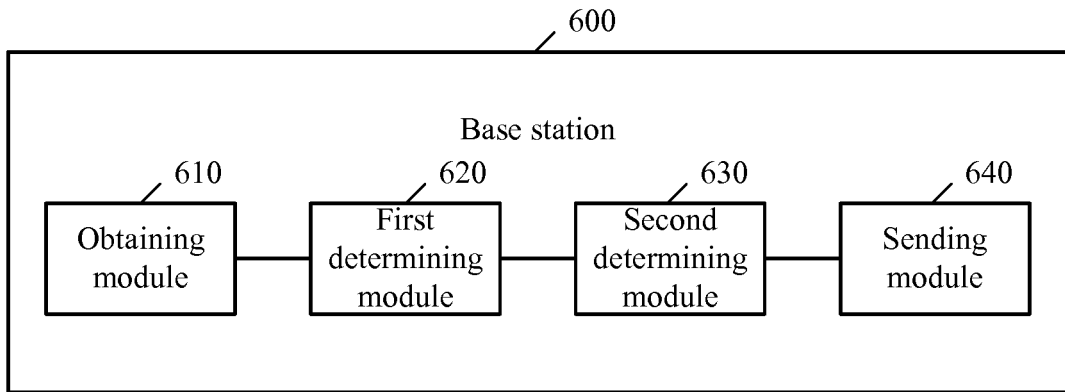 600
Base station
610
620
630
640
Obtaining
module
First
determining
module
Second
determining
module
Sending
module